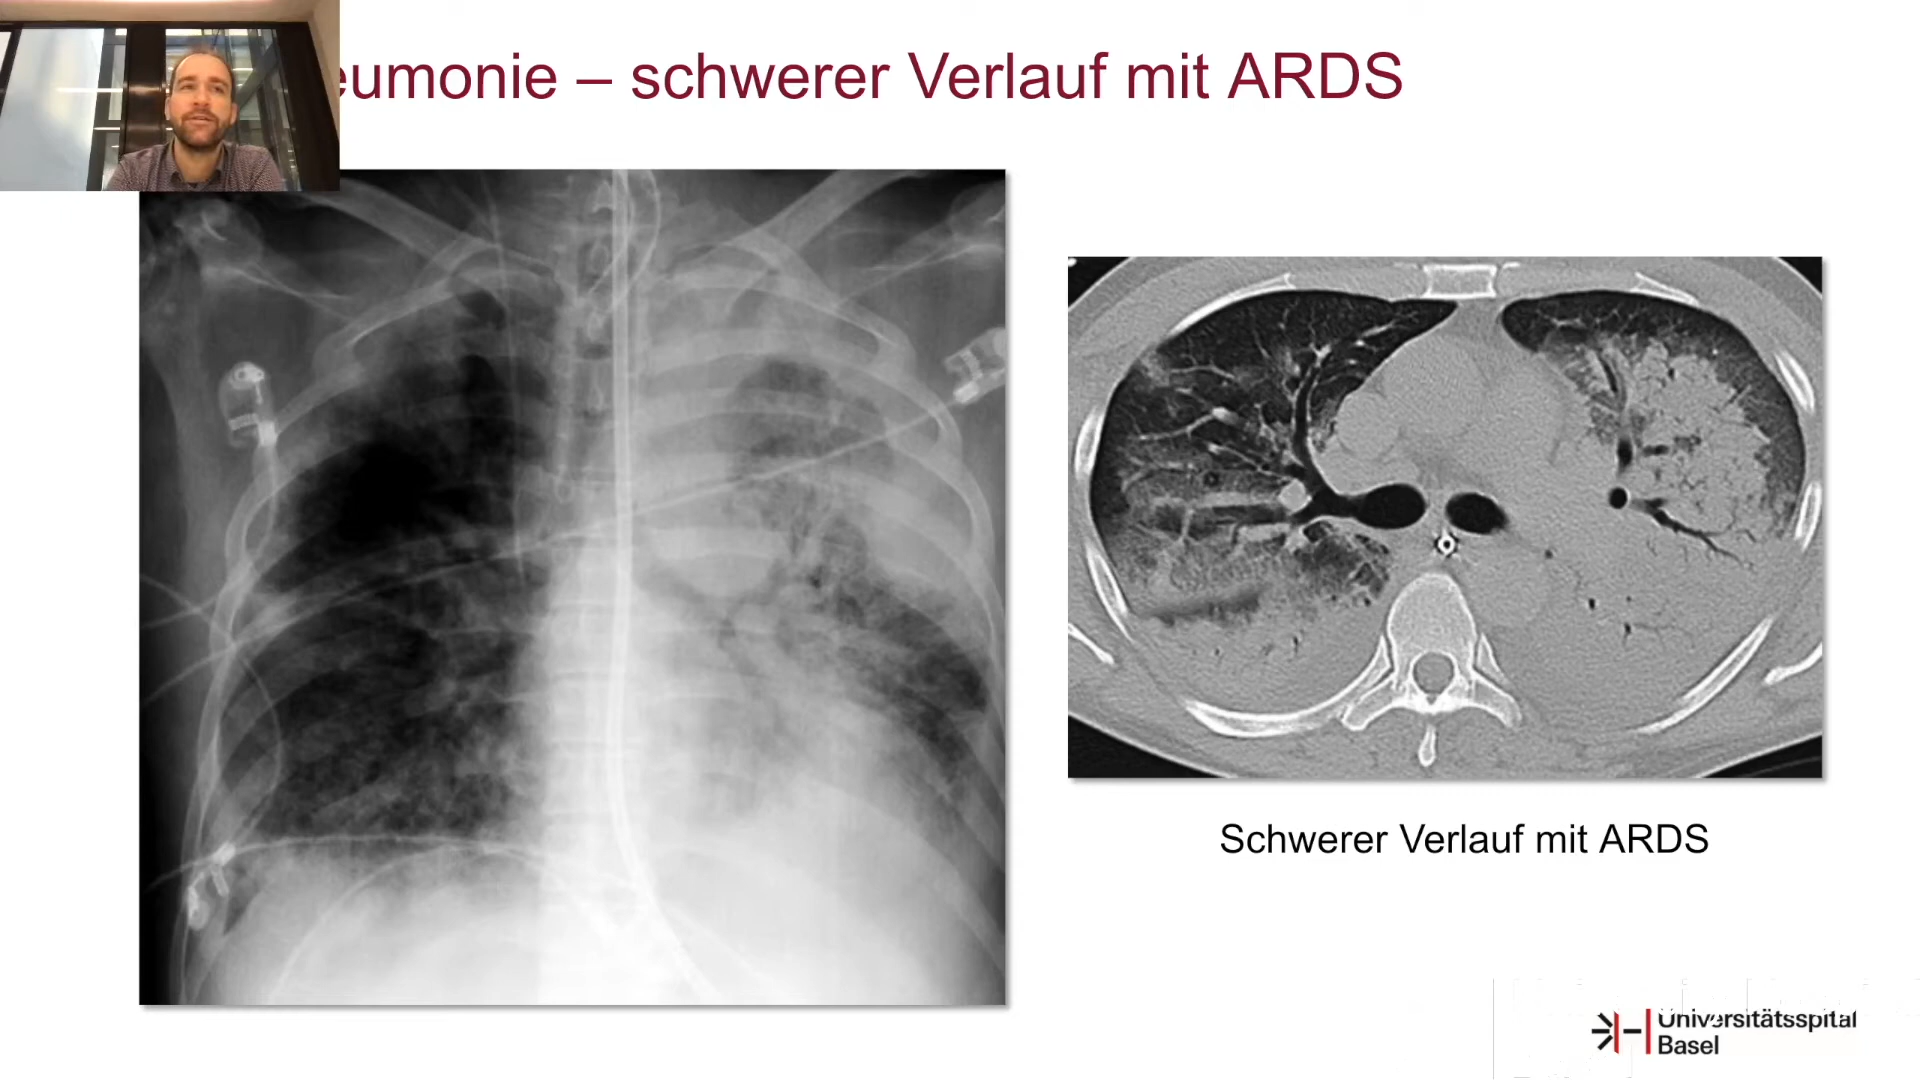 eumonie – schwerer Verlauf mit ARDS
Schwerer Verlauf mit ARDS
Universitätsspital
Basel